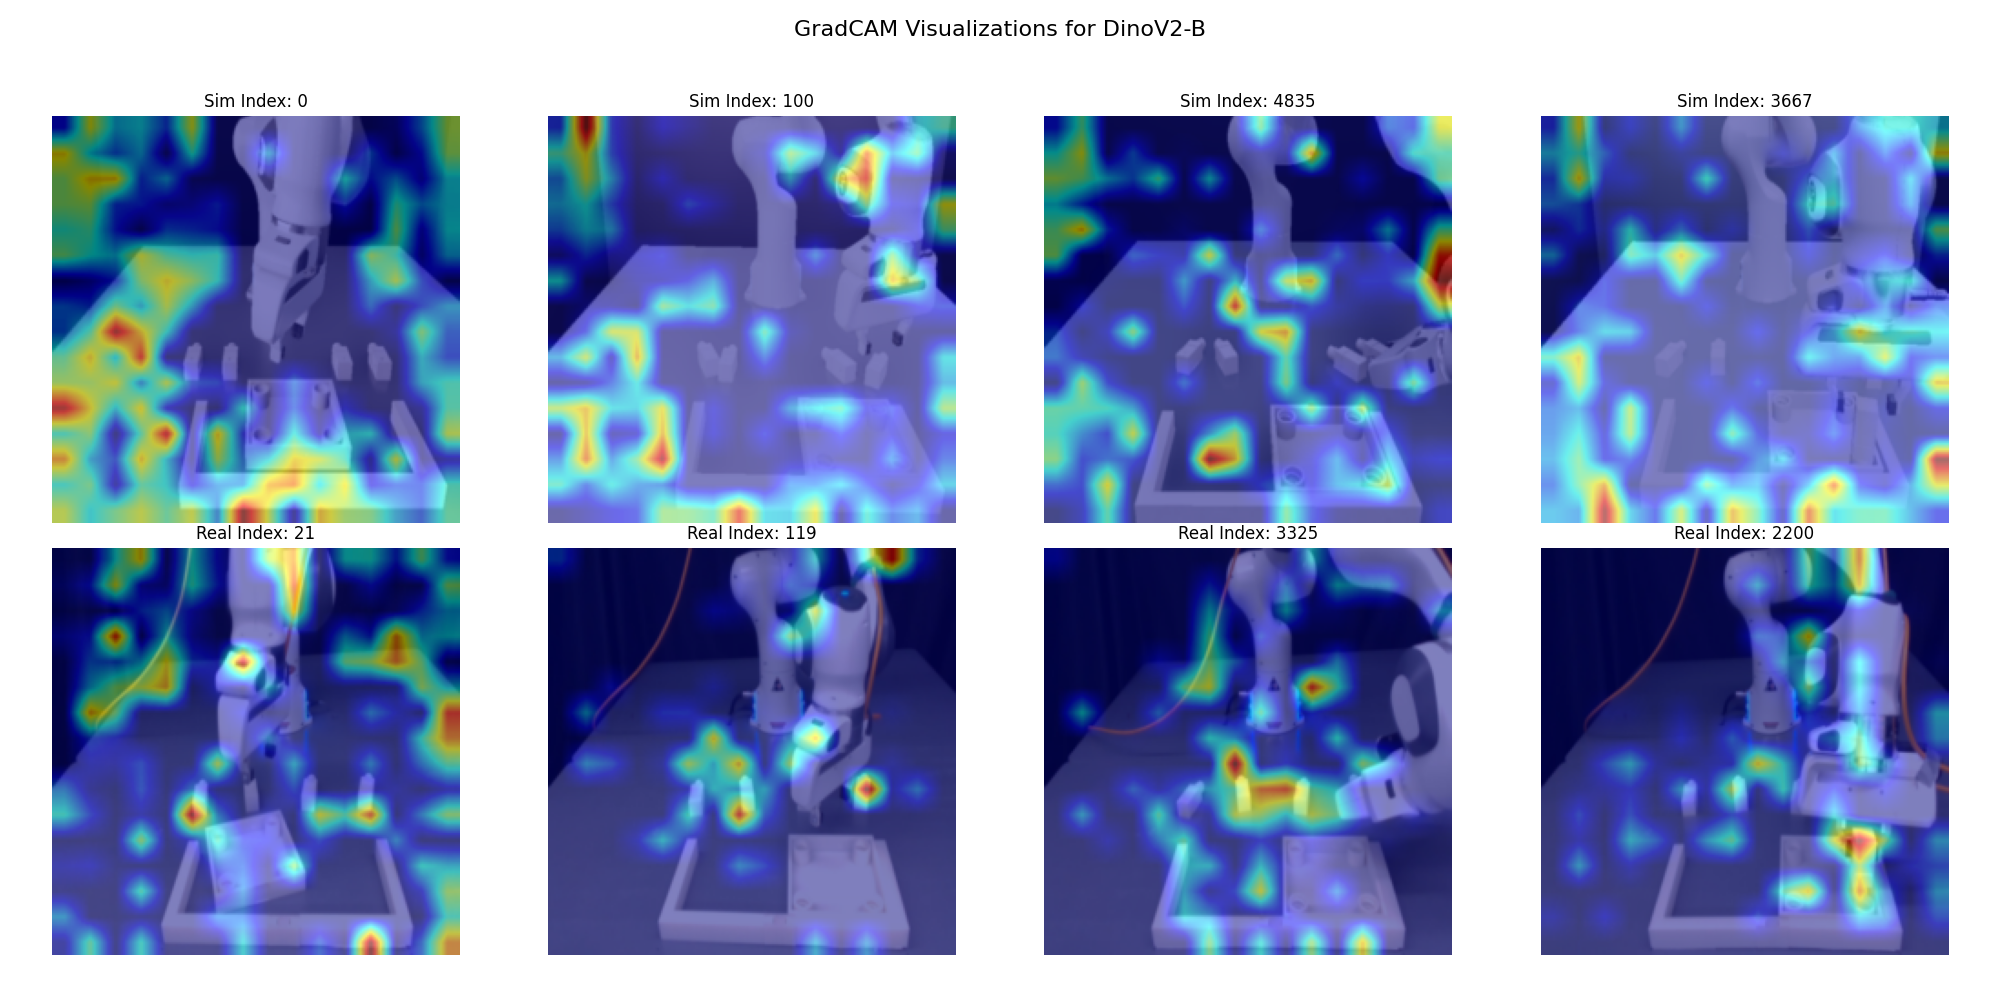 GradCAM Visualizations for DinoV2-B
Sim Index: 0
Sim Index: 100
Sim Index: 4835
Sim Index: 3667
Real Index: 21
Real Index: 119
Real Index: 3325
Real Index: 2200